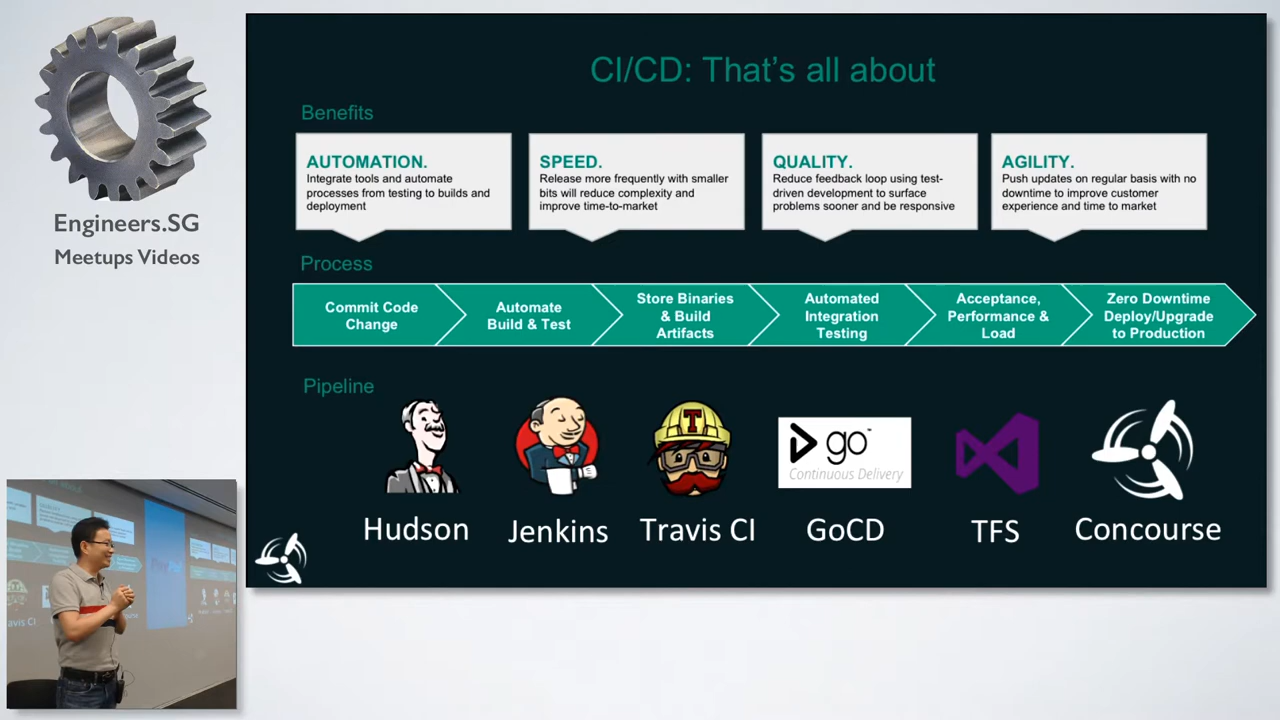 Engineers.SG
Meetups Videos
CI/CD: That's all about
Benefits
AUTOMATION.
Integrate tools and automate
processes from testing to builds and
deployment
SPEED.
Release more frequently with smaller
bits will reduce complexity and
improve time-to-market
QUALITY.
Reduce feedback loop using test-
driven development to surface
problems sooner and be responsive
AGILITY.
Push updates on regular basis with no
downtime to improve customer
experience and time to market
Process
Commit Code
Change
Automate
Build & Test
Store Binaries
& Build
Artifacts
Automated
Integration
Testing
Acceptance,
Performance &
Load
Zero Downtime
Deploy/Upgrade
to Production
Pipeline
T
go™
Continuous Delivery
Hudson
Jenkins
Travis CI
GoCD
TFS
Concourse